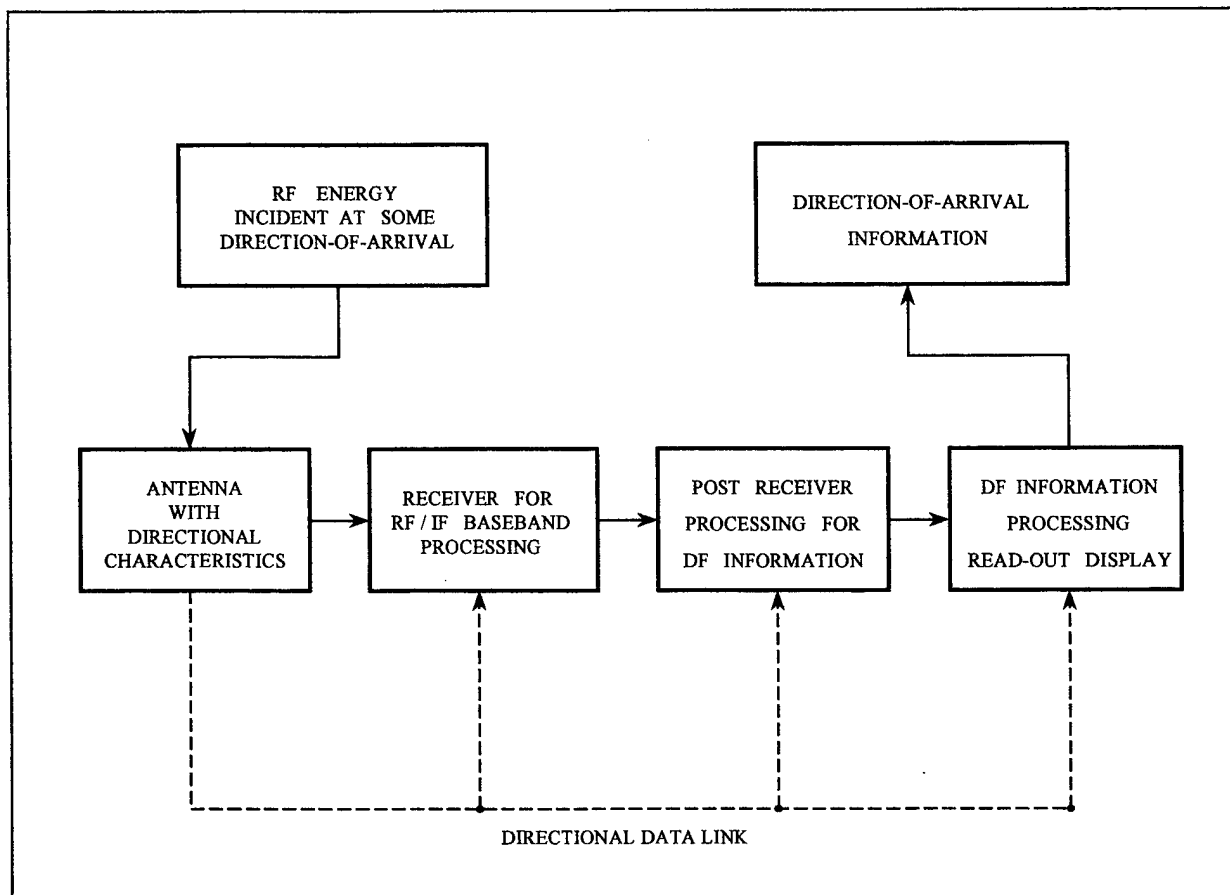 RF ENERGY
INCIDENT AT SOME
DIRECTION-OF-ARRIVAL
DIRECTION-OF-ARRIVAL
INFORMATION
ANTENNA
WITH
DIRECTIONAL
CHARACTERISTICS
RECEIVER FOR
RF / IF BASEBAND
PROCESSING
POST RECEIVER
PROCESSING FOR
DF INFORMATION
DF INFORMATION
PROCESSING
READ-OUT DISPLAY
DIRECTIONAL DATA LINK